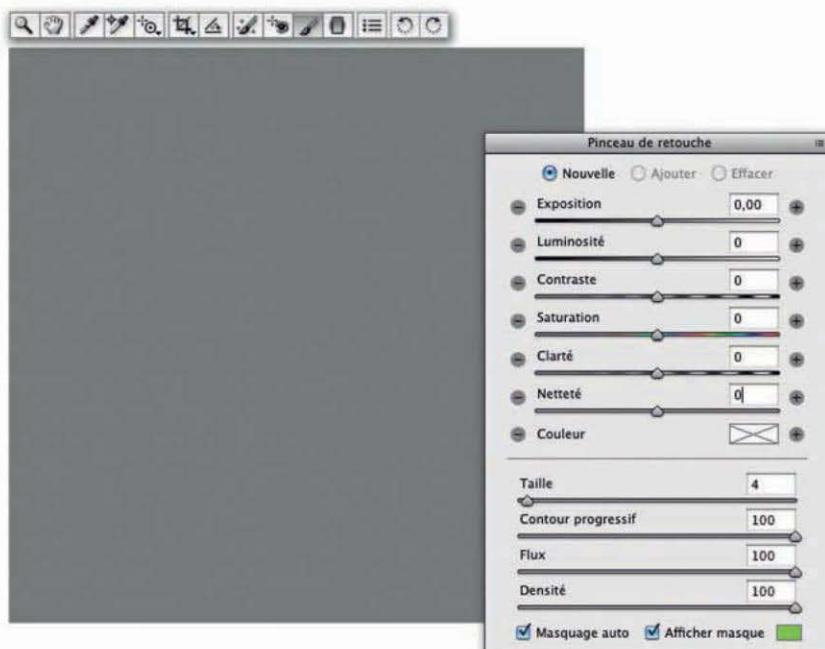 Pinceau de retouche
Nouvelle Ajouter Effacer
Exposition 0,00
Luminosité 0
Contraste 0
Saturation 0
Clarté 0
Netteté 0
Couleur
Taille 4
Contour progressif 100
Flux 100
Densité 100
Masquage auto Afficher masque